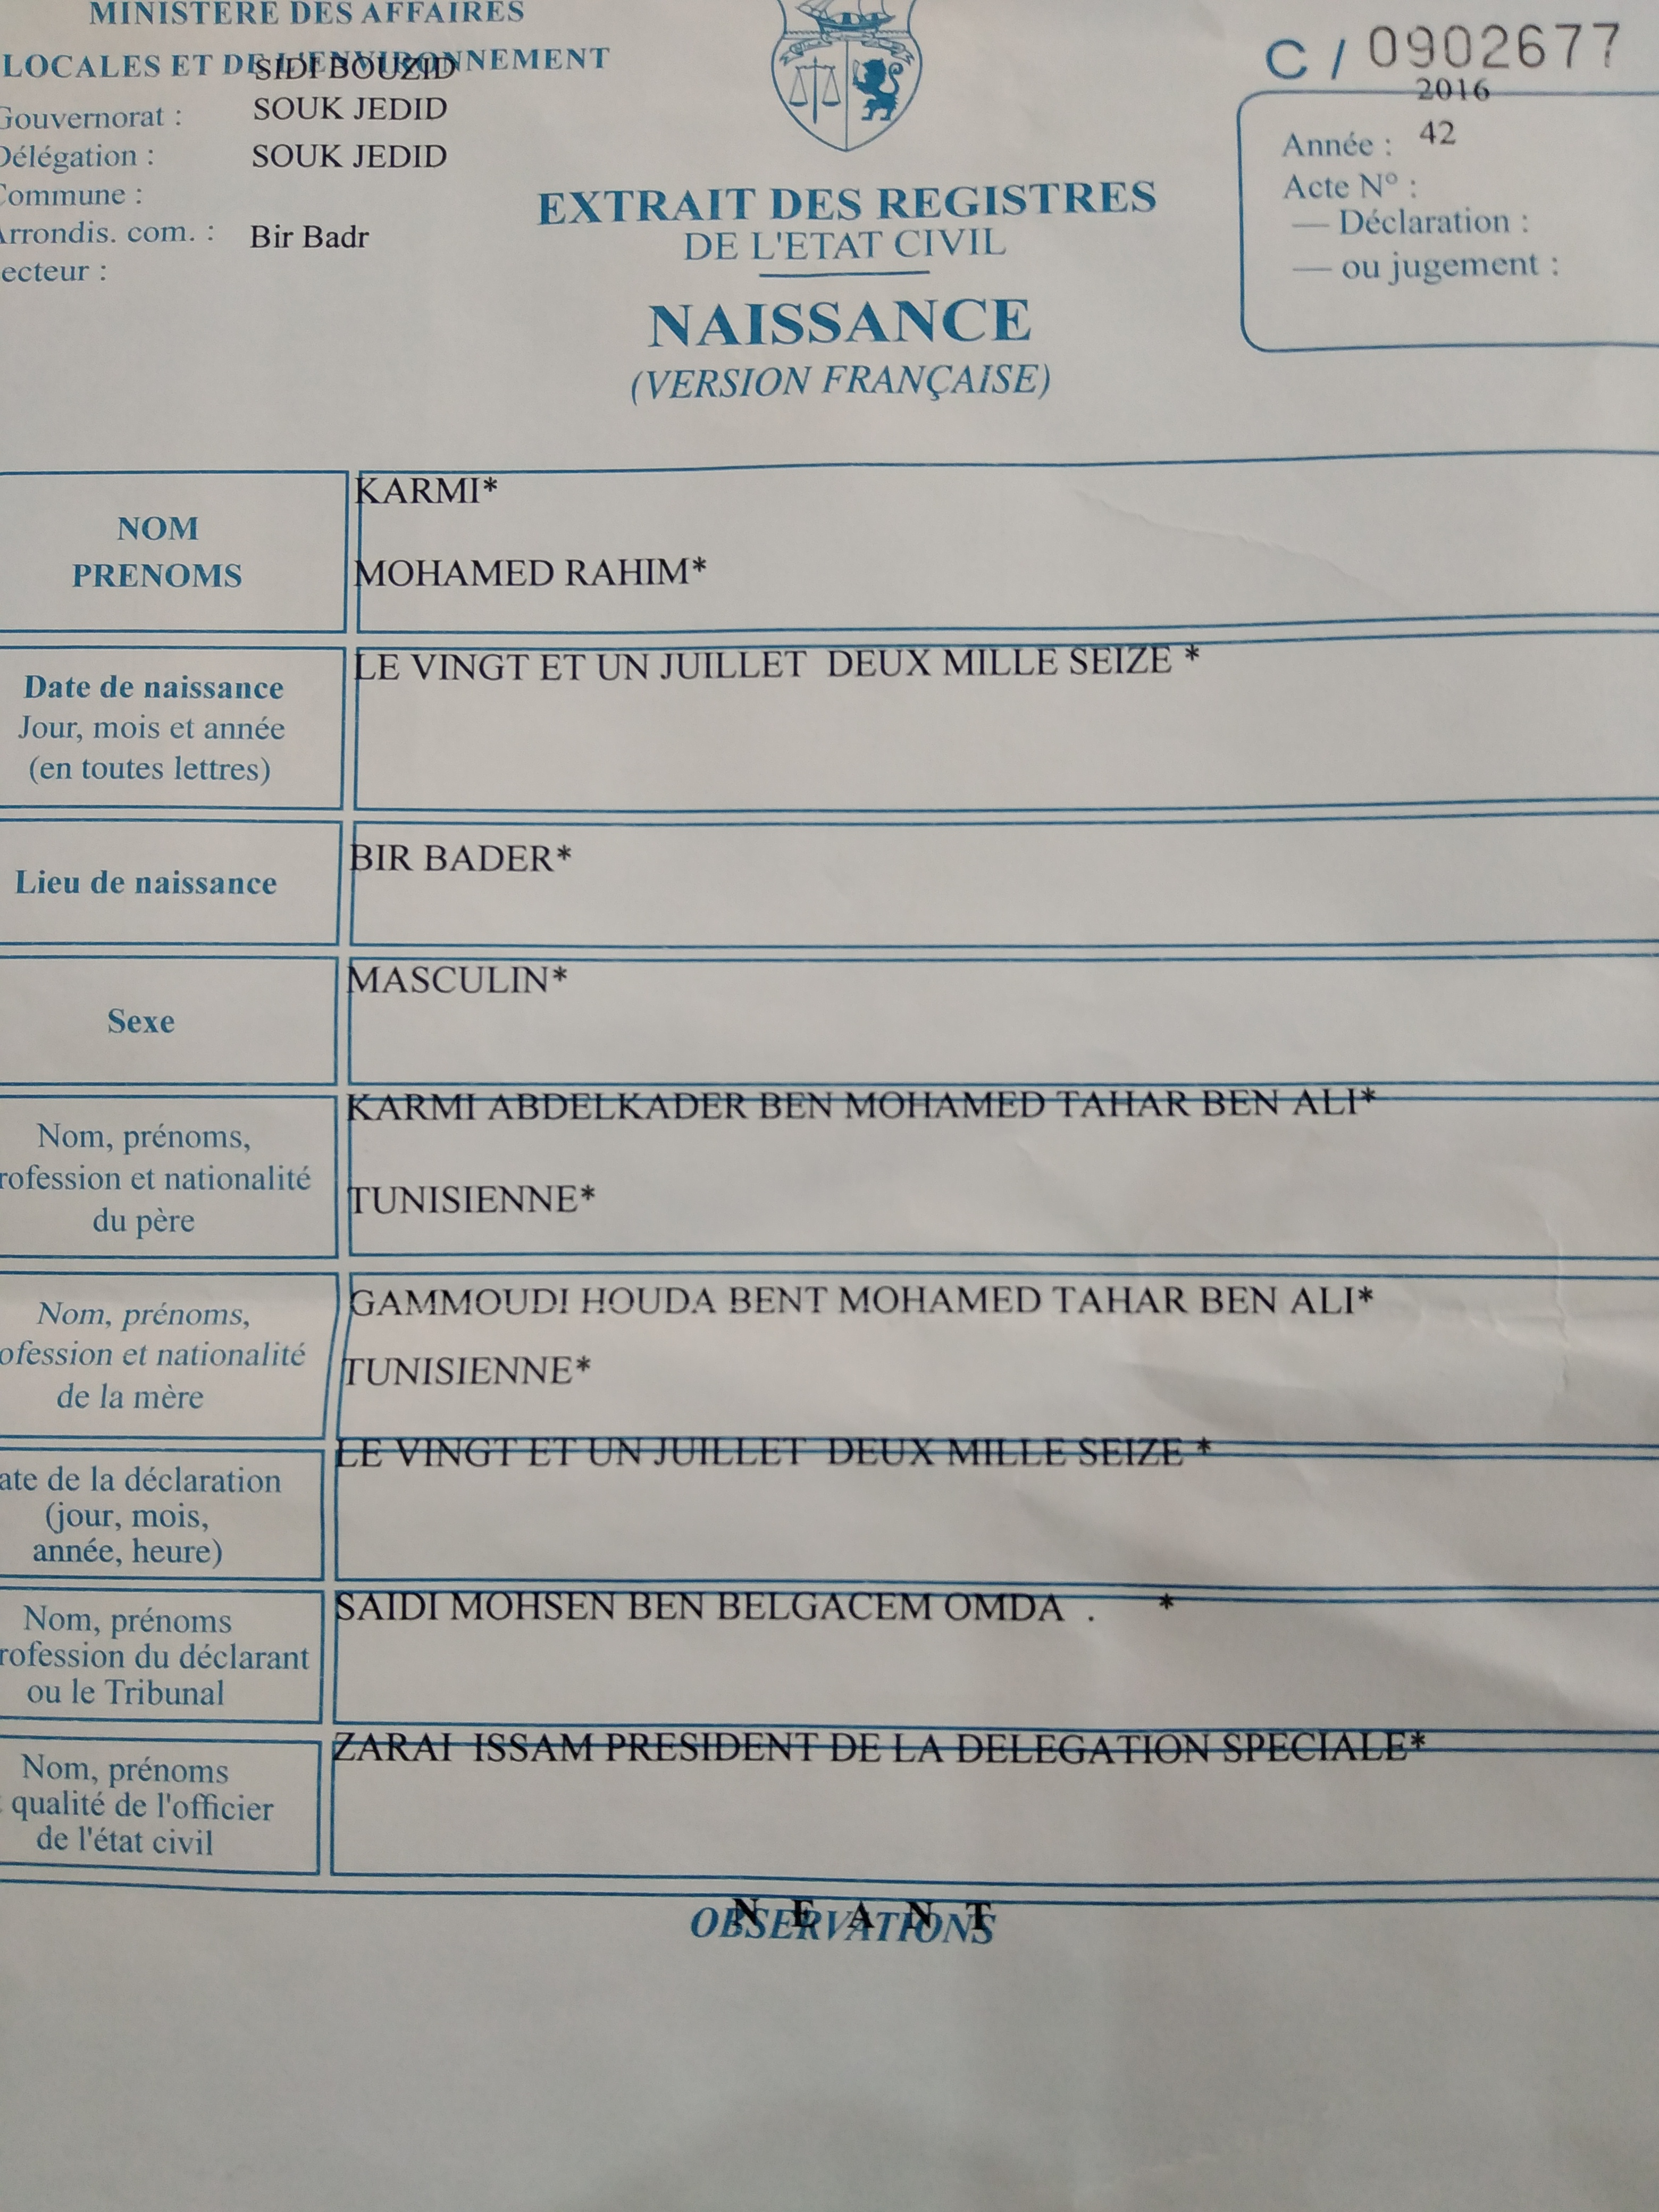 MINISTERE DES AFFAIRES
LOCALES ET DE L'ENVIRONNEMENT
SIDI BOUZID
Gouvernorat :
SOUK JEDID
Délégation :
SOUK JEDID
Commune :
Arrondis. com. :
Bir Badr
ecteur :
C / 0902677
2016
Année :
42
Acte N° :
— Déclaration :
— ou jugement :
EXTRAIT DES REGISTRES
DE L'ETAT CIVIL
NAISSANCE
(VERSION FRANÇAISE)
NOM
PRENOMS
KARMI*
MOHAMED RAHIM*
Date de naissance
Jour, mois et année
(en toutes lettres)
LE VINGT ET UN JUILLET DEUX MILLE SEIZE *
Lieu de naissance
BIR BADER*
Sexe
MASCULIN*
Nom, prénoms,
rofession et nationalité
du père
KARMI ABDELKADER BEN MOHAMED TAHAR BEN ALI*
TUNISIENNE*
Nom, prénoms,
ofession et nationalité
de la mère
GAMMOUDI HOUDA BENT MOHAMED TAHAR BEN ALI*
TUNISIENNE*
ate de la déclaration
(jour, mois,
année, heure)
LE VINGT ET UN JUILLET DEUX MILLE SEIZE *
Nom, prénoms
rofession du déclarant
ou le Tribunal
SAIDI MOHSEN BEN BELGACEM OMDA . *
Nom, prénoms
qualité de l'officier
de l'état civil
ZARAI ISSAM PRESIDENT DE LA DELEGATION SPECIALE*
N E A N T
OBSERVATIONS